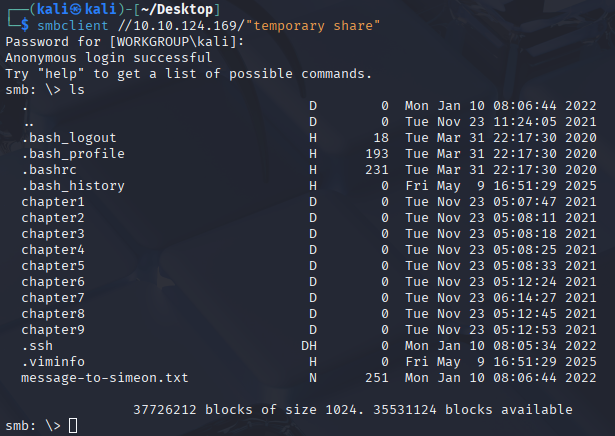 ┌──(kali㉿kali)-[~/Desktop]
└─$ smbclient //10.10.124.169/"temporary share"
Password for [WORKGROUP\kali]:
Anonymous login successful
Try "help" to get a list of possible commands.
smb: \> ls
  .                                   D        0  Mon Jan 10 08:06:44 2022
  ..                                  D        0  Tue Nov 23 11:24:05 2021
  .bash_logout                        H       18  Tue Mar 31 22:17:30 2020
  .bash_profile                       H      193  Tue Mar 31 22:17:30 2020
  .bashrc                             H      231  Tue Mar 31 22:17:30 2020
  .bash_history                       H        0  Fri May  9 16:51:29 2025
  chapter1                            D        0  Tue Nov 23 05:07:47 2021
  chapter2                            D        0  Tue Nov 23 05:08:11 2021
  chapter3                            D        0  Tue Nov 23 05:08:18 2021
  chapter4                            D        0  Tue Nov 23 05:08:25 2021
  chapter5                            D        0  Tue Nov 23 05:08:33 2021
  chapter6                            D        0  Tue Nov 23 05:12:24 2021
  chapter7                            D        0  Tue Nov 23 06:14:27 2021
  chapter8                            D        0  Tue Nov 23 05:12:45 2021
  chapter9                            D        0  Tue Nov 23 05:12:53 2021
  .ssh                               DH        0  Mon Jan 10 08:05:34 2022
  .viminfo                            H        0  Fri May  9 16:51:29 2025
  message-to-simeon.txt               N      251  Mon Jan 10 08:06:44 2022
                37726212 blocks of size 1024. 35531124 blocks available
smb: \>